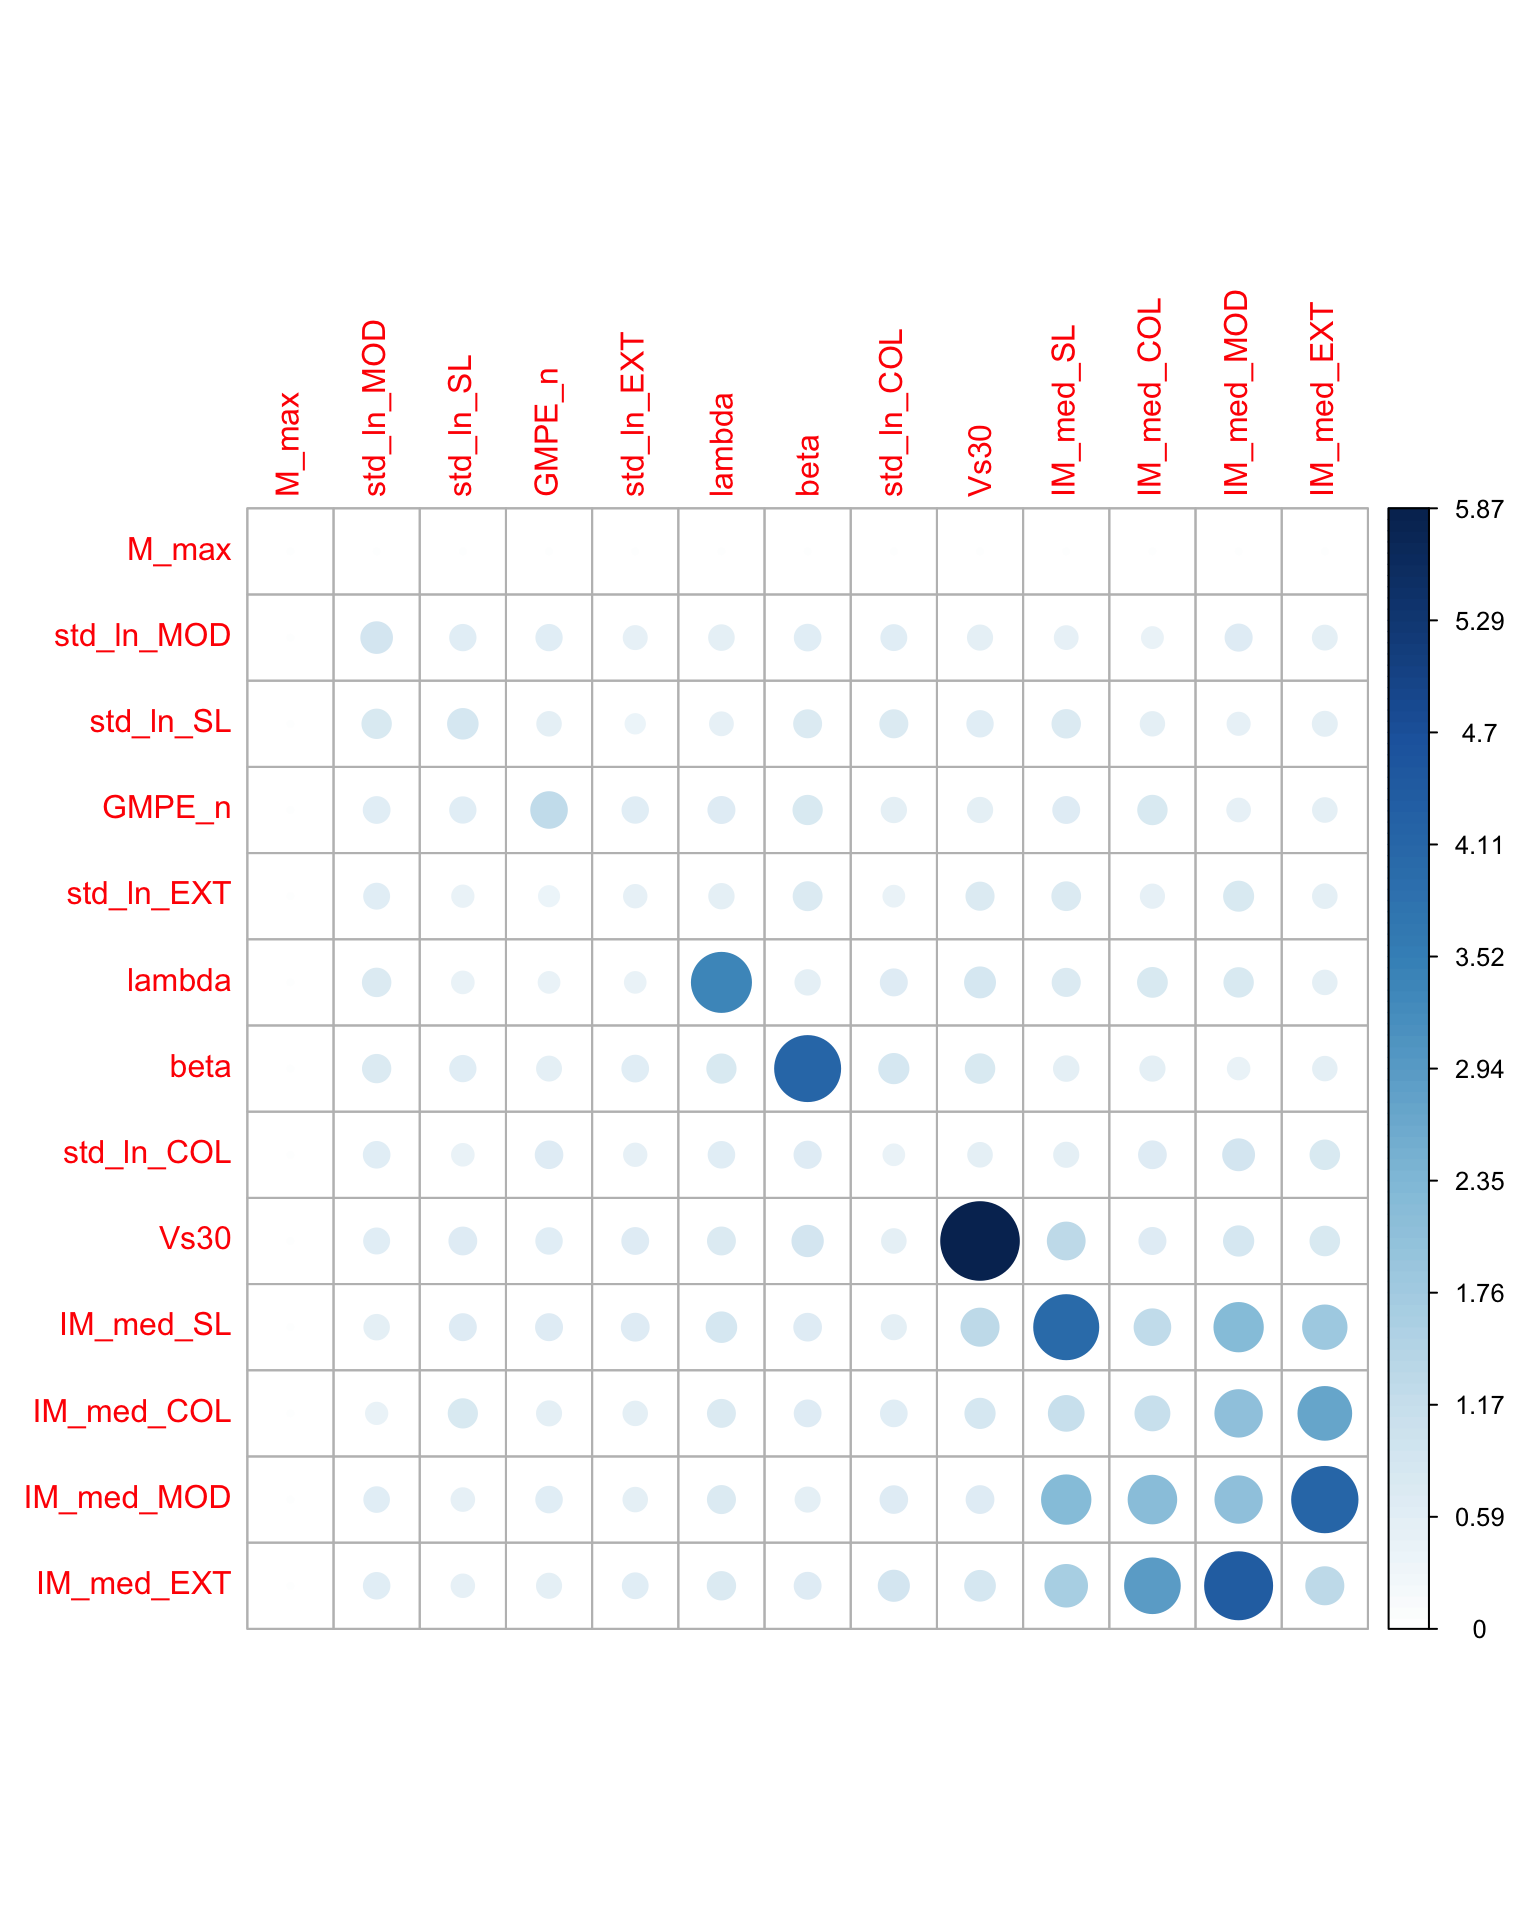 M_max
std_ln_MOD
std_ln_SL
GMPE_n
std_ln_EXT
lambda
beta
std_ln_COL
Vs30
IM_med_SL
IM_med_COL
IM_med_MOD
IM_med_EXT
M_max
std_ln_MOD
std_ln_SL
GMPE_n
std_ln_EXT
lambda
beta
std_ln_COL
Vs30
IM_med_SL
IM_med_COL
IM_med_MOD
IM_med_EXT
5.87
5.29
4.7
4.11
3.52
2.94
2.35
1.76
1.17
0.59
0